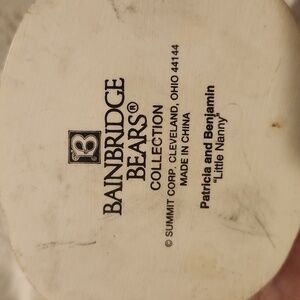 B
BAINBRIDGE
BEARS®
COLLECTION
© SUMMIT CORP. CLEVELAND, OHIO 44144
MADE IN CHINA
Patricia and Benjamin
"Little Nanny"